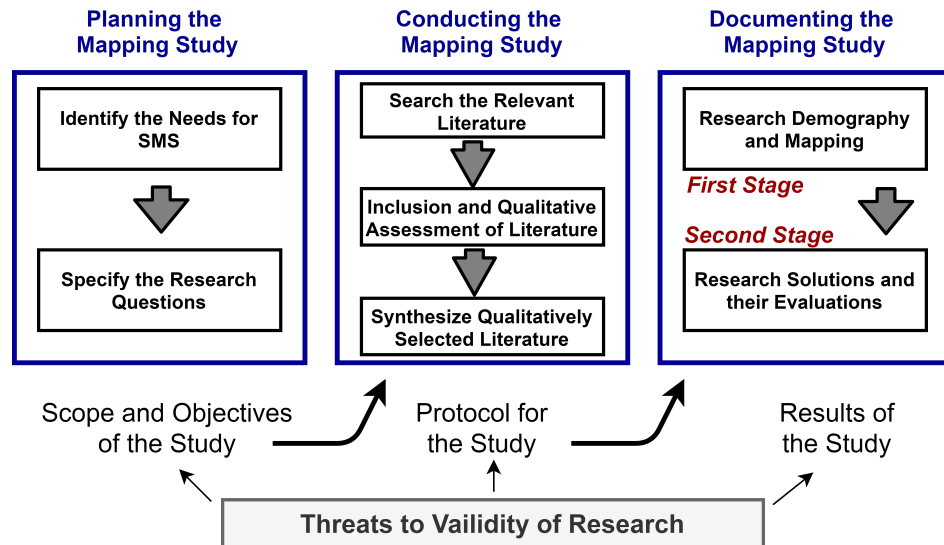 Planning the
Mapping Study
Identify the Needs for
SMS
Specify the Research
Questions
Scope and Objectives
of the Study
Conducting the
Mapping Study
Search the Relevant
Literature
Inclusion and Qualitative
Assessment of Literature
Synthesize Qualitatively
Selected Literature
Protocol for
the Study
Documenting the
Mapping Study
Research Demography
and Mapping
First Stage
Second Stage
Research Solutions and
their Evaluations
Results of
the Study
Threats to Vailidity of Research